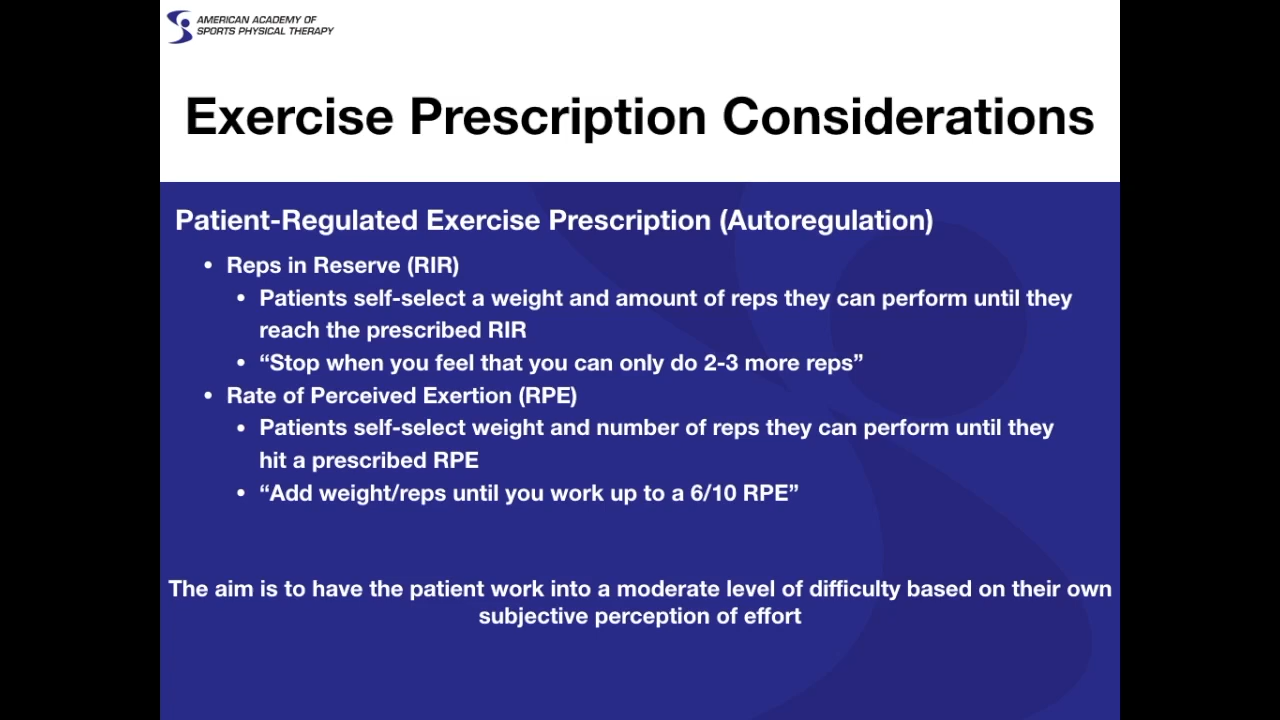 AMERICAN ACADEMY OF
SPORTS PHYSICAL THERAPY
Exercise Prescription Considerations
Patient-Regulated Exercise Prescription (Autoregulation)
• Reps in Reserve (RIR)
• Patients self-select a weight and amount of reps they can perform until they
reach the prescribed RIR
• “Stop when you feel that you can only do 2-3 more reps”
• Rate of Perceived Exertion (RPE)
• Patients self-select weight and number of reps they can perform until they
hit a prescribed RPE
• “Add weight/reps until you work up to a 6/10 RPE”
The aim is to have the patient work into a moderate level of difficulty based on their own
subjective perception of effort